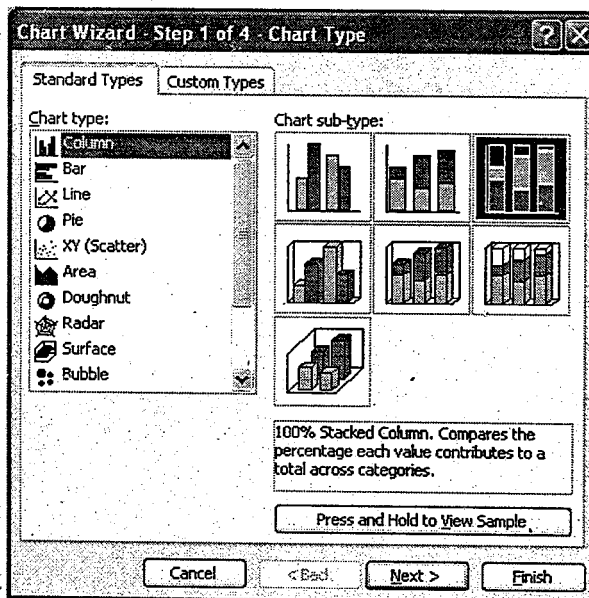 Chart Wizard - Step 1 of 4 - Chart Type
Standard Types
Custom Types
Chart type:
Column
Bar
Line
Pie
XY (Scatter)
Area
Doughnut
Radar
Surface
Bubble
Chart sub-type:
100% Stacked Column. Compares the
percentage each value contributes to a
total across categories.
Press and Hold to View Sample
Cancel
< Back
Next >
Finish